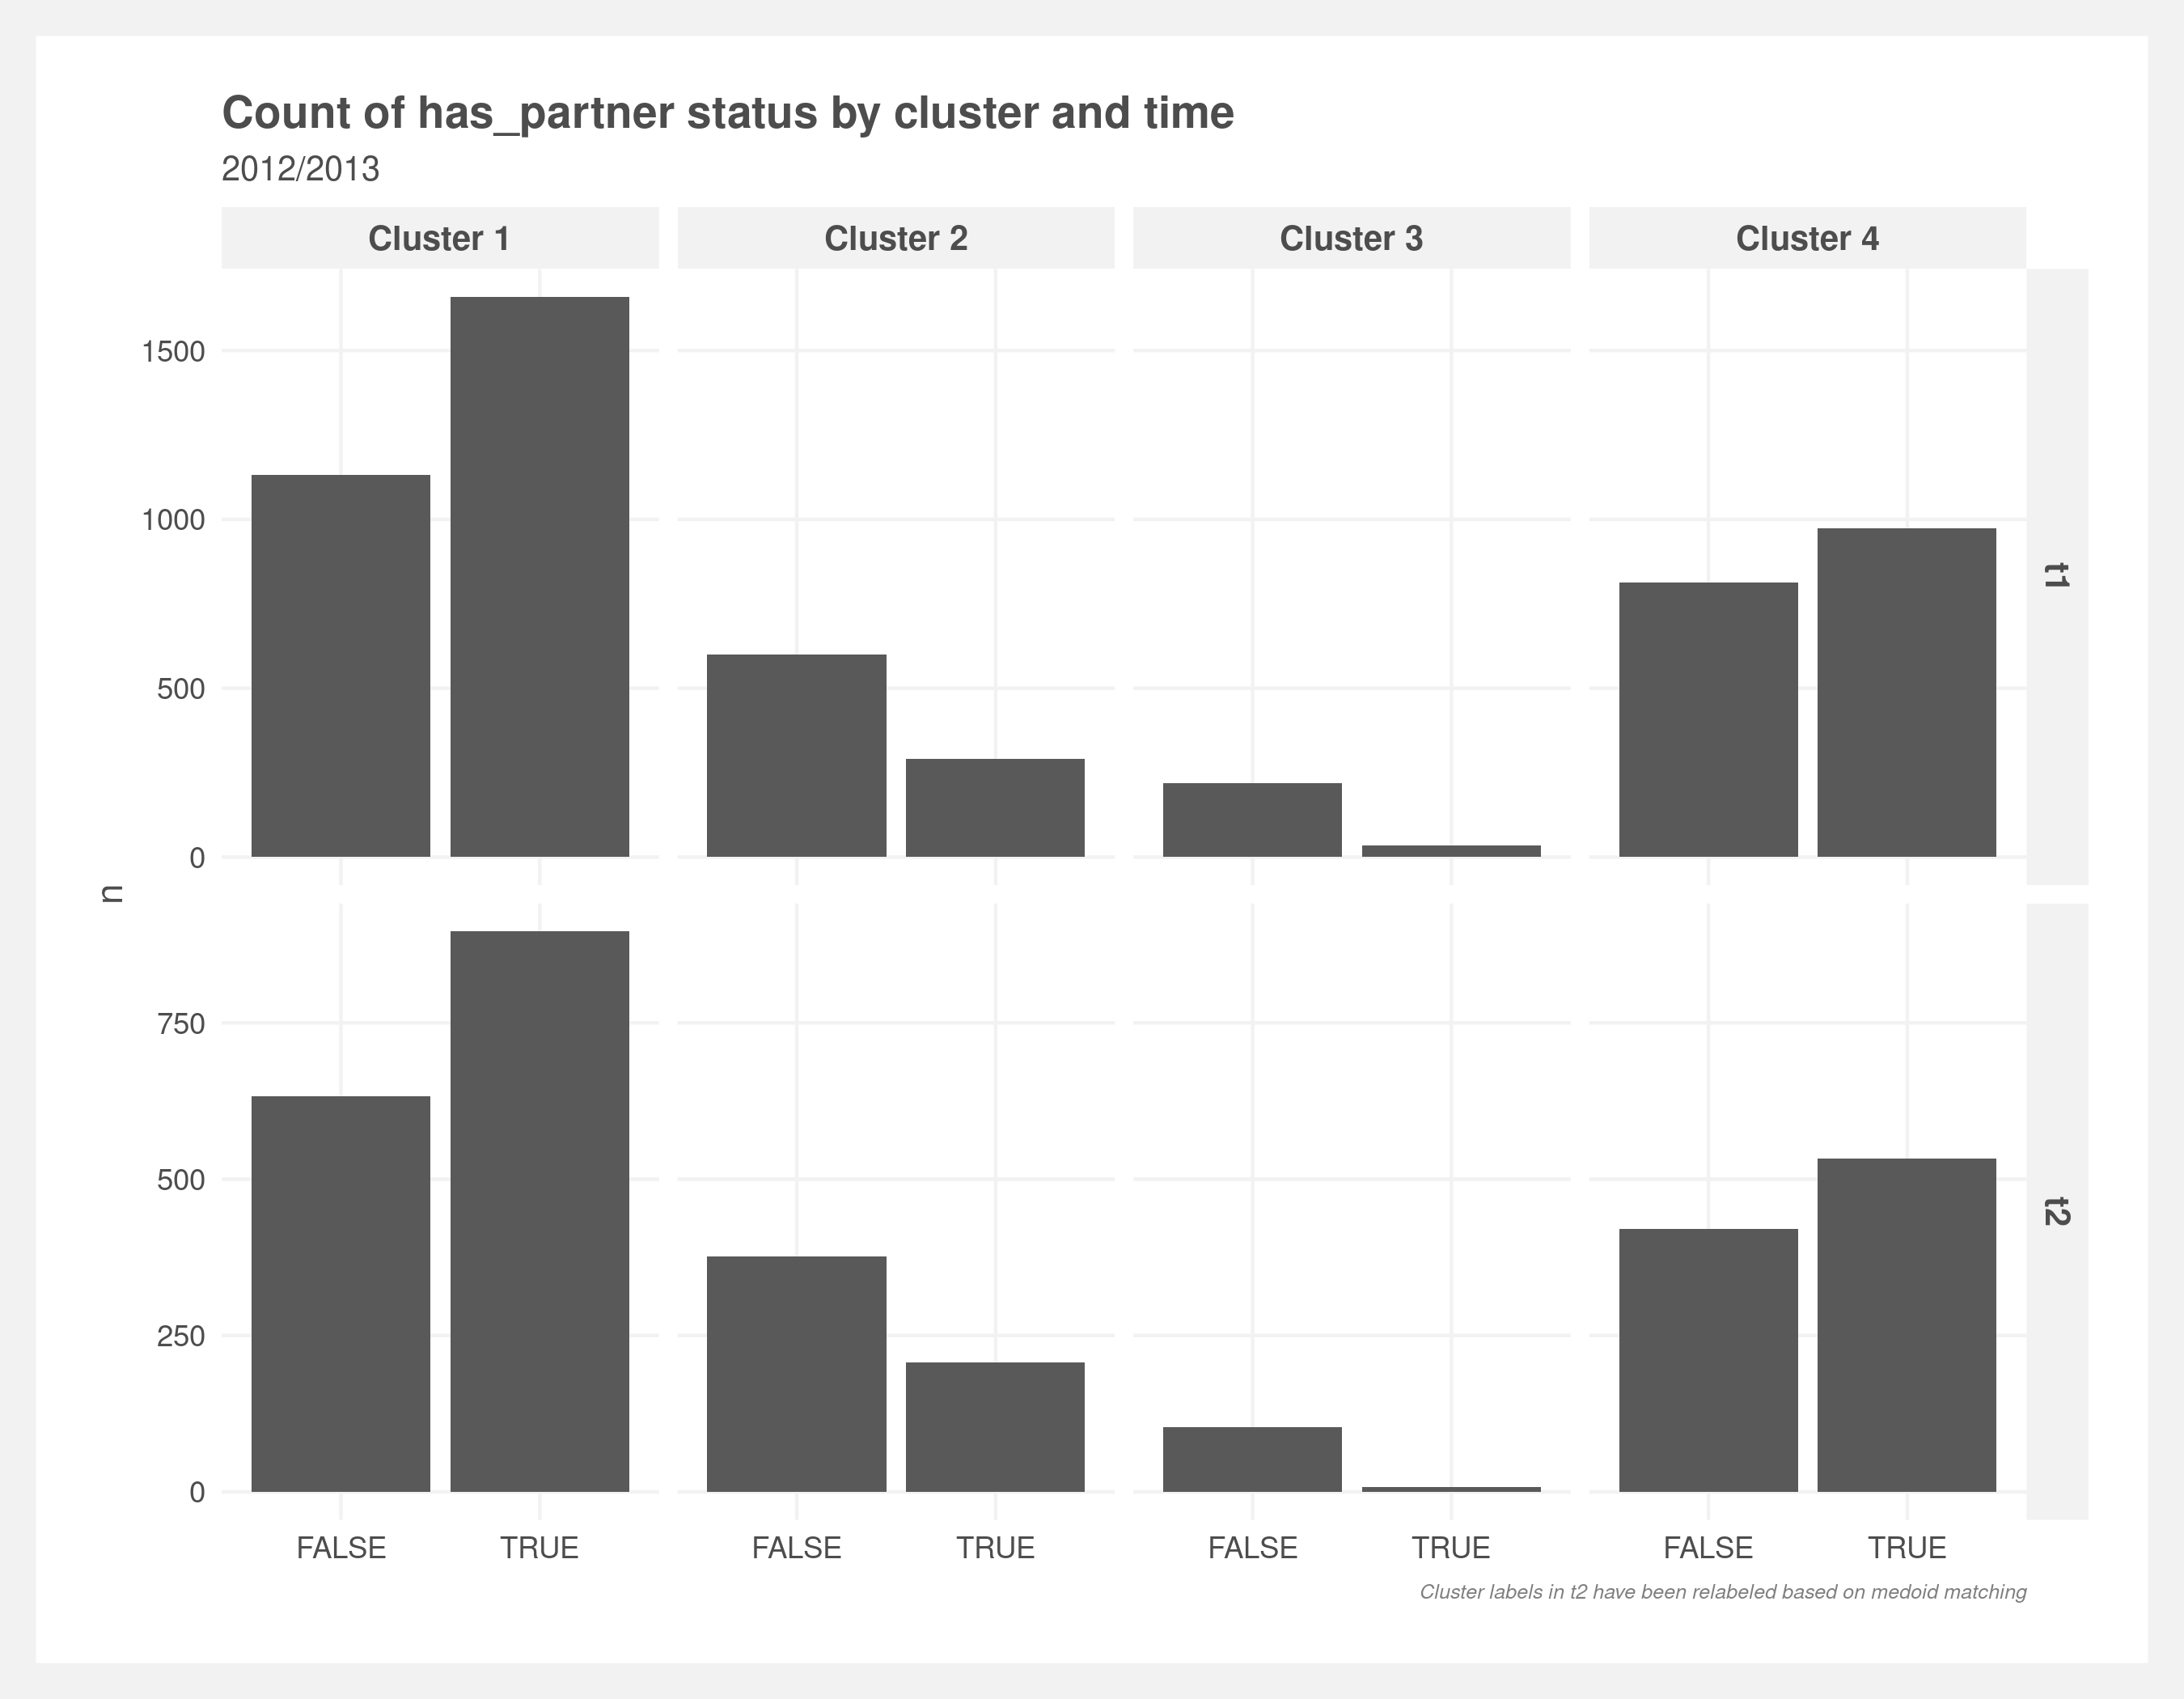 Count of has_partner status by cluster and time
2012/2013
Cluster 1 Cluster 2 Cluster 3 Cluster 4
1500
1000
500
0
t1
n
750
500
250
0
t2
FALSE TRUE FALSE TRUE FALSE TRUE FALSE TRUE
Cluster labels in t2 have been relabeled based on medoid matching